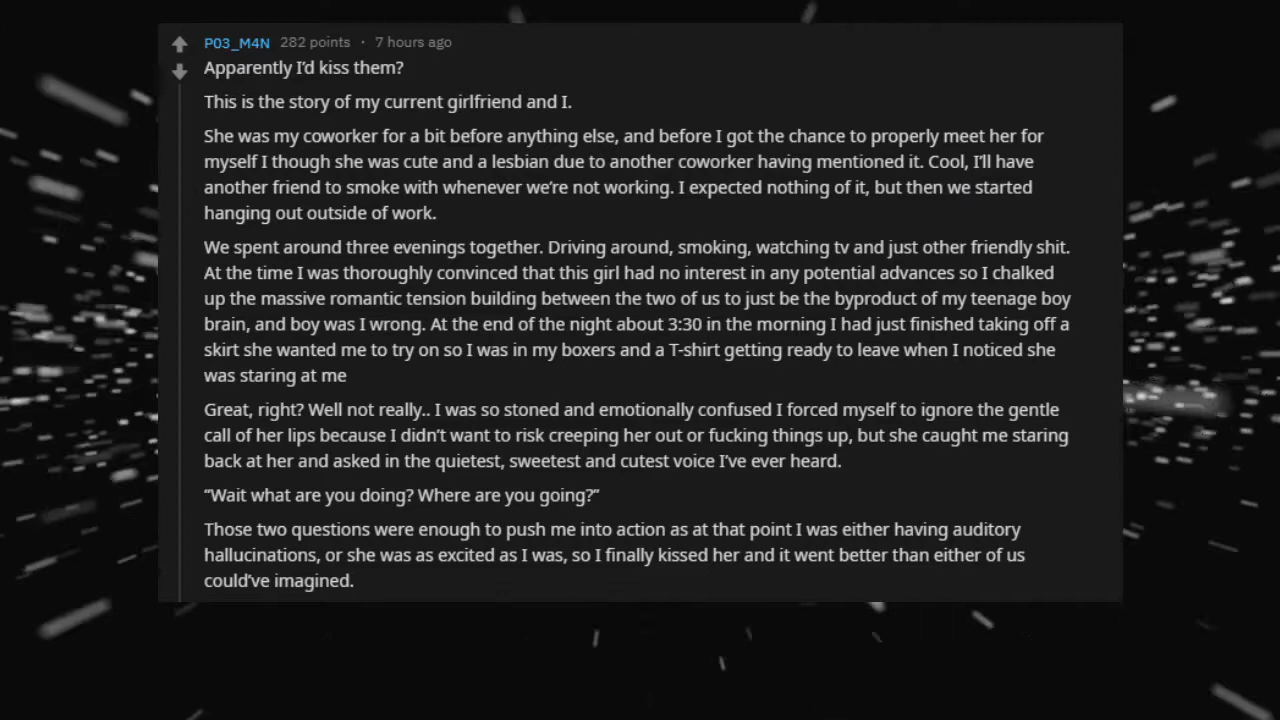 P03_M4N 282 points · 7 hours ago
Apparently I'd kiss them?
This is the story of my current girlfriend and I.
She was my coworker for a bit before anything else, and before I got the chance to properly meet her for
myself I though she was cute and a lesbian due to another coworker having mentioned it. Cool, I'll have
another friend to smoke with whenever we're not working. I expected nothing of it, but then we started
hanging out outside of work.
We spent around three evenings together. Driving around, smoking, watching tv and just other friendly shit.
At the time I was thoroughly convinced that this girl had no interest in any potential advances so I chalked
up the massive romantic tension building between the two of us to just be the byproduct of my teenage boy
brain, and boy was I wrong. At the end of the night about 3:30 in the morning I had just finished taking off a
skirt she wanted me to try on so I was in my boxers and a T-shirt getting ready to leave when I noticed she
was staring at me
Great, right? Well not really.. I was so stoned and emotionally confused I forced myself to ignore the gentle
call of her lips because I didn't want to risk creeping her out or fucking things up, but she caught me staring
back at her and asked in the quietest, sweetest and cutest voice I've ever heard.
“Wait what are you doing? Where are you going?”
Those two questions were enough to push me into action as at that point I was either having auditory
hallucinations, or she was as excited as I was, so I finally kissed her and it went better than either of us
could've imagined.